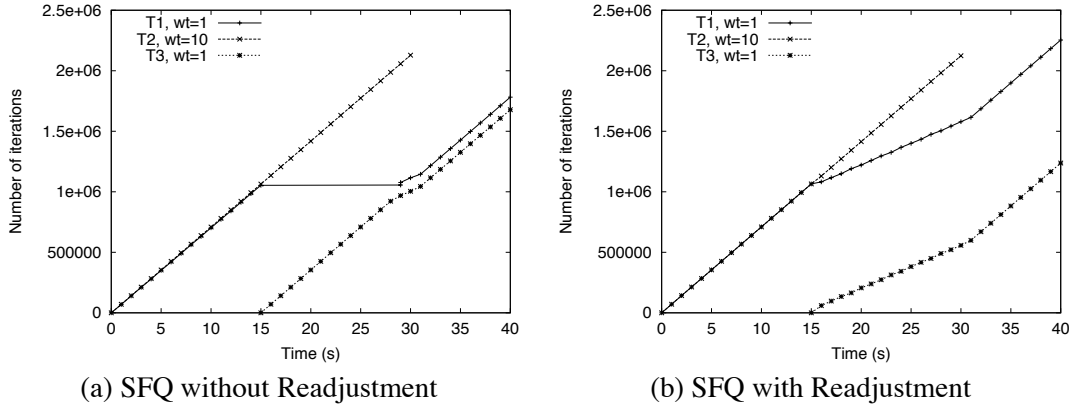 2.5e+06
2e+06
1.5e+06
1e+06
500000
0
Number of iterations
T1, wt=1
T2, wt=10
T3, wt=1
0 5 10 15 20 25 30 35 40
Time (s)
(a) SFQ without Readjustment
2.5e+06
2e+06
1.5e+06
1e+06
500000
0
Number of iterations
T1, wt=1
T2, wt=10
T3, wt=1
0 5 10 15 20 25 30 35 40
Time (s)
(b) SFQ with Readjustment